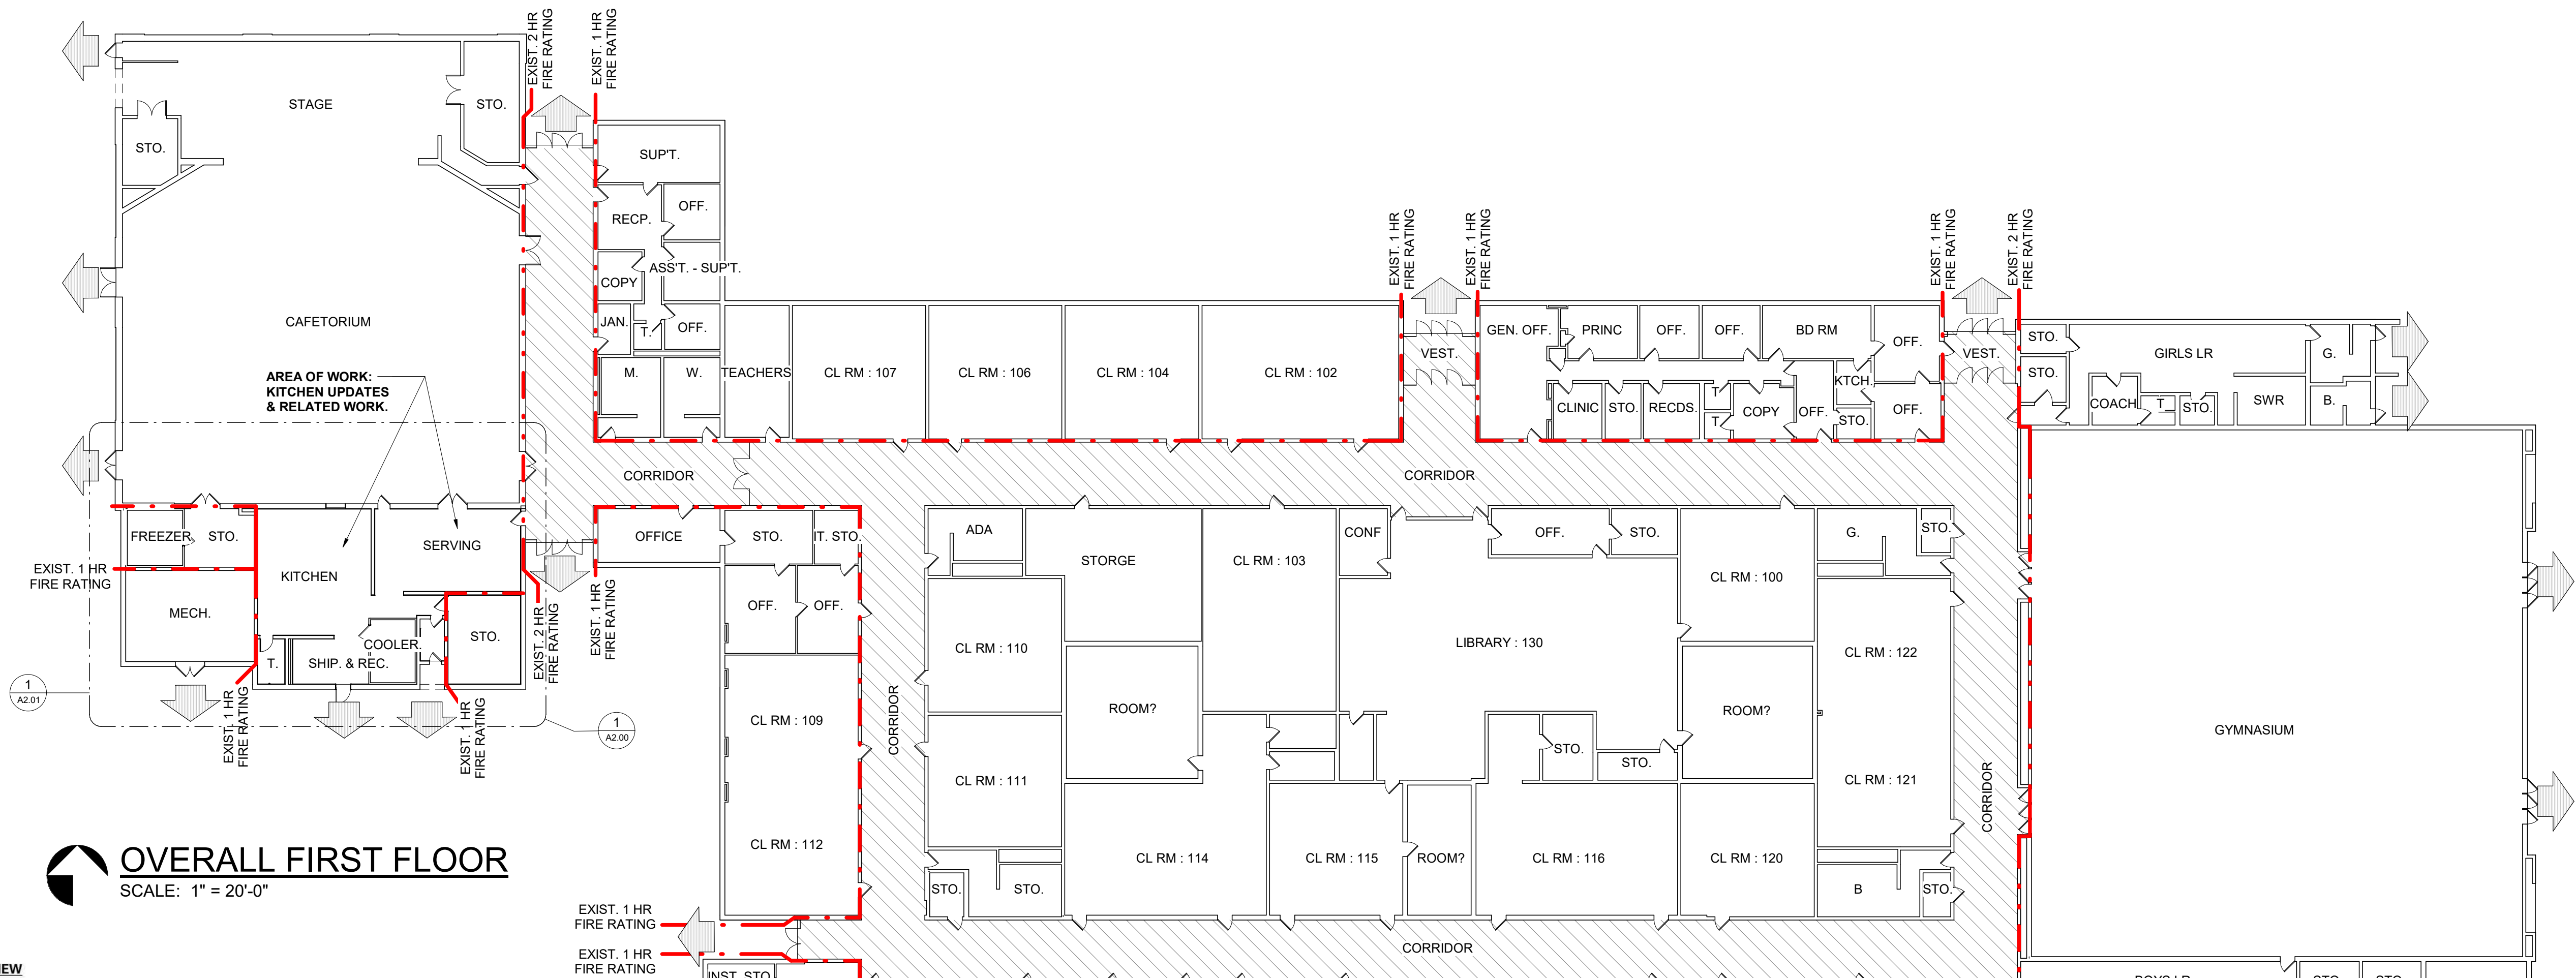 EXIST. 2 HR
FIRE RATING
EXIST. 1 HR
FIRE RATING
STAGE
STO.
STO.
SUP'T.
RECP.
OFF.
COPY
ASS'T. - SUP'T.
JAN.
T.
OFF.
CAFETORIUM
AREA OF WORK:
KITCHEN UPDATES
& RELATED WORK.
M.
W.
TEACHERS
CL RM : 107
CL RM : 106
CL RM : 104
CL RM : 102
EXIST. 1 HR
FIRE RATING
EXIST. 1 HR
FIRE RATING
VEST.
GEN. OFF.
PRINC
OFF.
OFF.
BD RM
OFF.
CLINIC
STO.
RECDS.
T.
T.
COPY
OFF.
KTCH.
STO.
OFF.
EXIST. 1 HR
FIRE RATING
EXIST. 2 HR
FIRE RATING
VEST.
STO.
STO.
GIRLS LR
G.
COACH
T.
STO.
SWR
B.
CORRIDOR
CORRIDOR
FREEZER
STO.
KITCHEN
SERVING
EXIST. 1 HR
FIRE RATING
MECH.
T.
SHIP. & REC.
COOLER.
STO.
EXIST. 2 HR
FIRE RATING
EXIST. 1 HR
FIRE RATING
EXIST. 1 HR
FIRE RATING
EXIST. 1 HR
FIRE RATING
1
A2.01
1
A2.00
OFFICE
STO.
IT. STO.
OFF.
OFF.
CL RM : 109
CL RM : 112
CORRIDOR
ADA
STORGE
CL RM : 103
CONF
OFF.
STO.
CL RM : 100
G.
STO.
CL RM : 110
LIBRARY : 130
CL RM : 122
ROOM?
ROOM?
CL RM : 111
STO.
STO.
CL RM : 121
CORRIDOR
GYMNASIUM
STO.
STO.
CL RM : 114
CL RM : 115
ROOM?
CL RM : 116
CL RM : 120
B
STO.
OVERALL FIRST FLOOR
SCALE: 1" = 20'-0"
EXIST. 1 HR
FIRE RATING
EXIST. 1 HR
FIRE RATING
CORRIDOR
INST. STO.
BOYS LR
STO.
STO.